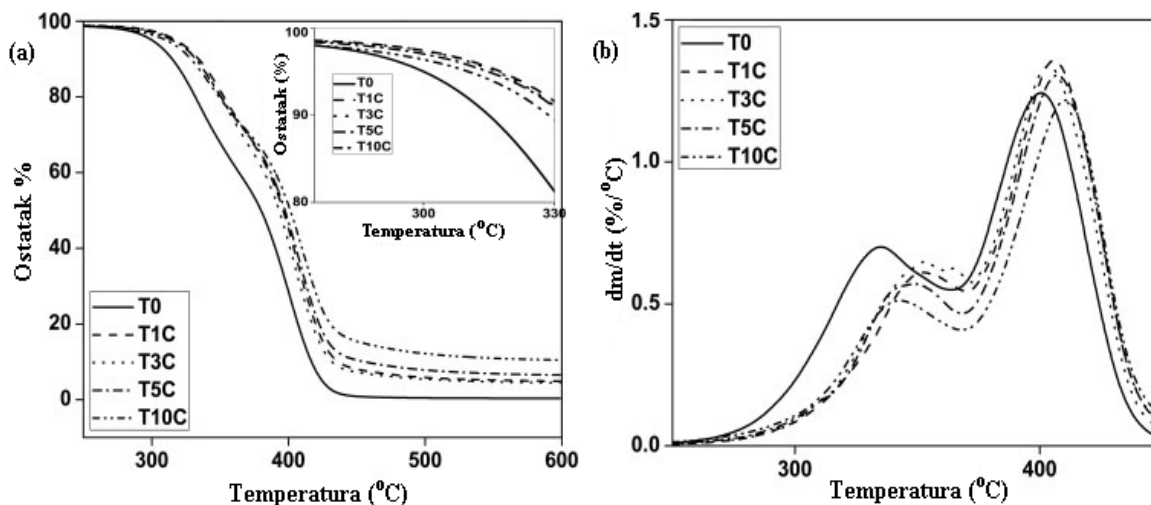 (a)
100
80
60
40
20
0
Ostatak %
300
400
500
600
Temperatura (°C)
T0
T1C
T3C
T5C
T10C
100
90
80
Ostatak (%)
300
330
Temperatura (°C)
T0
T1C
T3C
T5C
T10C
(b)
1.5
1.0
0.5
0.0
dm/dt (%/°C)
300
400
Temperatura (°C)
T0
T1C
T3C
T5C
T10C